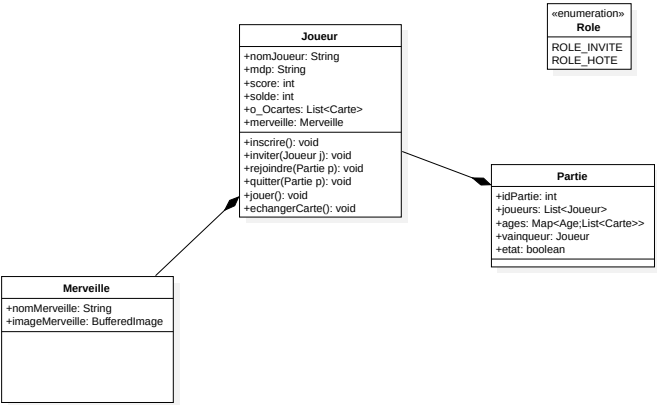 «enumeration»
Role
ROLE_INVITE
ROLE_HOTE
Joueur
+nomJoueur: String
+mdp: String
+score: int
+solde: int
+o_Ocartes: List<Carte>
+merveille: Merveille
+inscrire(): void
+inviter(Joueur j): void
+rejoindre(Partie p): void
+quitter(Partie p): void
+jouer(): void
+echangerCarte(): void
Partie
+idPartie: int
+joueurs: List<Joueur>
+ages: Map<Age;List<Carte>>
+vainqueur: Joueur
+etat: boolean
Merveille
+nomMerveille: String
+imageMerveille: BufferedImage